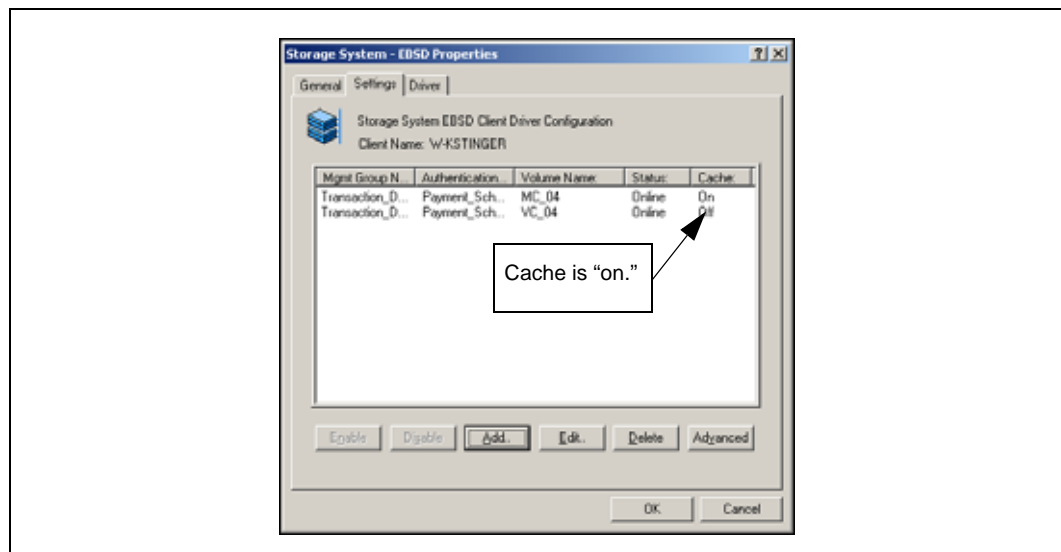 Storage System - EBSD Properties
General Settings Driver
Storage System EBSD Client Driver Configuration
Client Name: W-KSTINGER
Mgmt Group N... Authentication... Volume Name: Status: Cache:
Transaction_D... Payment_Sch... MC_04 Online On
Transaction_D... Payment_Sch... VC_04 Online Off
Cache is “on.”
Enable Disable Add.. Edit.. Delete Advanced
OK Cancel